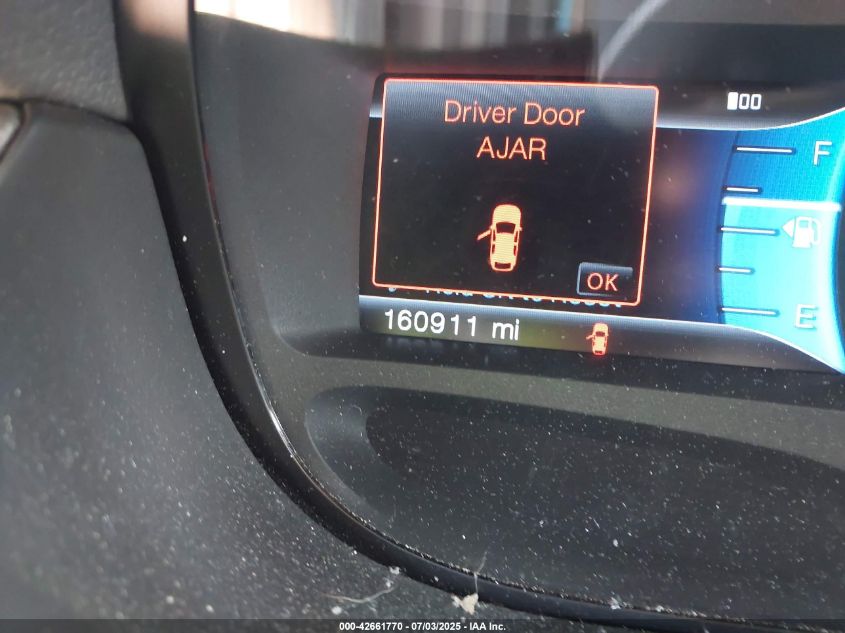 Driver Door
AJAR
OK
160911 mi
F
E
000-42661770 - 07/03/2025 - IAA Inc.